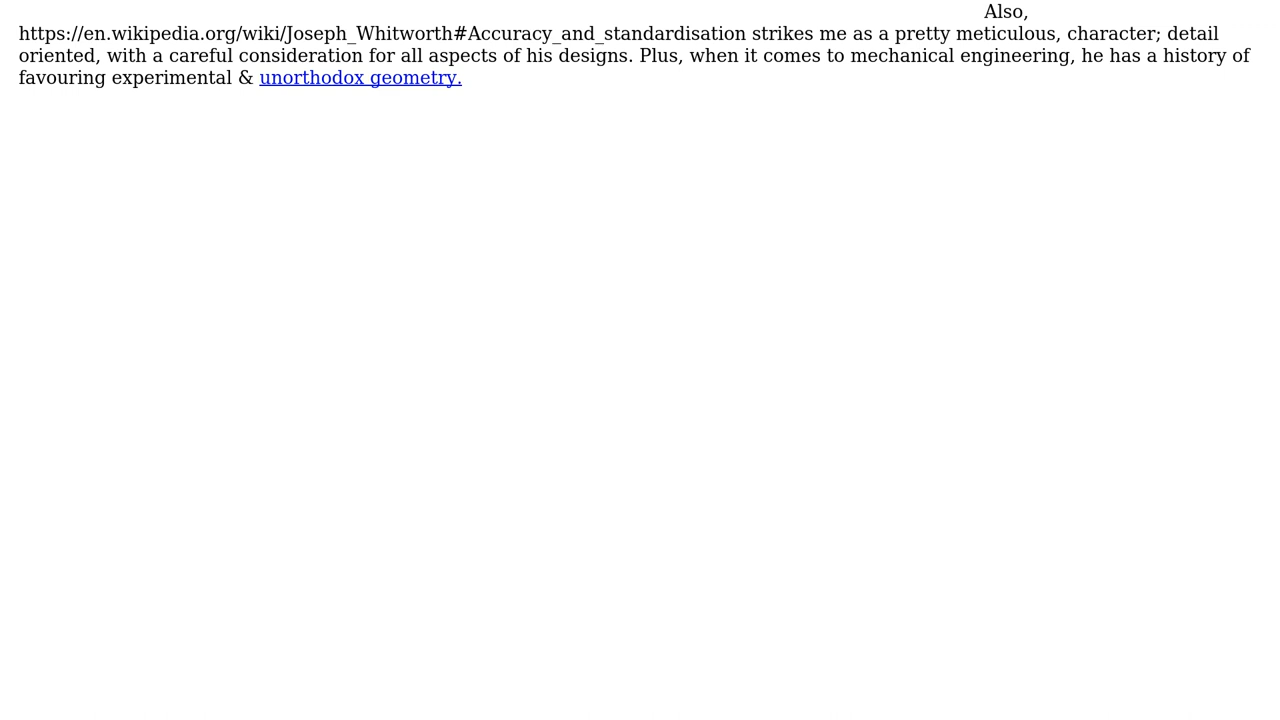 Also,
https://en.wikipedia.org/wiki/Joseph_Whitworth#Accuracy_and_standardisation strikes me as a pretty meticulous, character; detail
oriented, with a careful consideration for all aspects of his designs. Plus, when it comes to mechanical engineering, he has a history of
favouring experimental & unorthodox geometry.